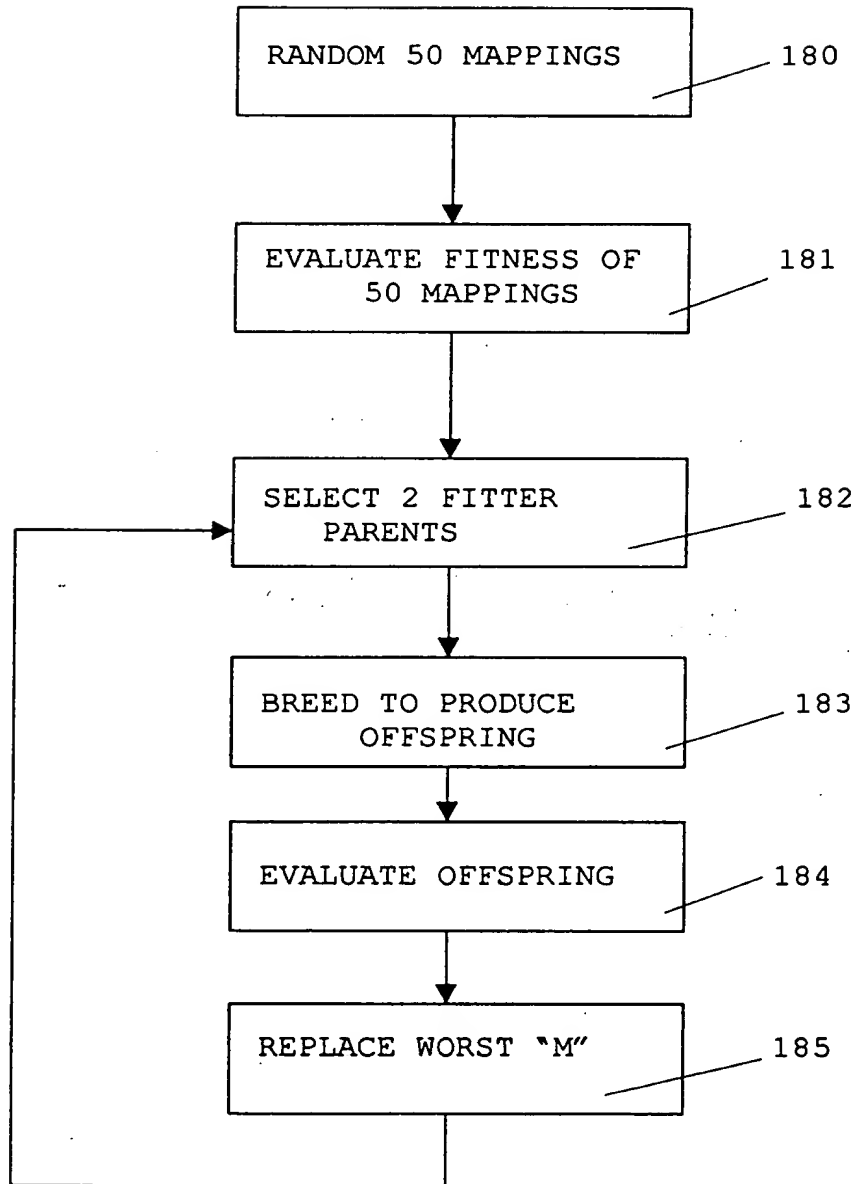 RANDOM 50 MAPPINGS
180
EVALUATE FITNESS OF
50 MAPPINGS
181
SELECT 2 FITTER
PARENTS
182
BREED TO PRODUCE
OFFSPRING
183
EVALUATE OFFSPRING
184
REPLACE WORST "M"
185